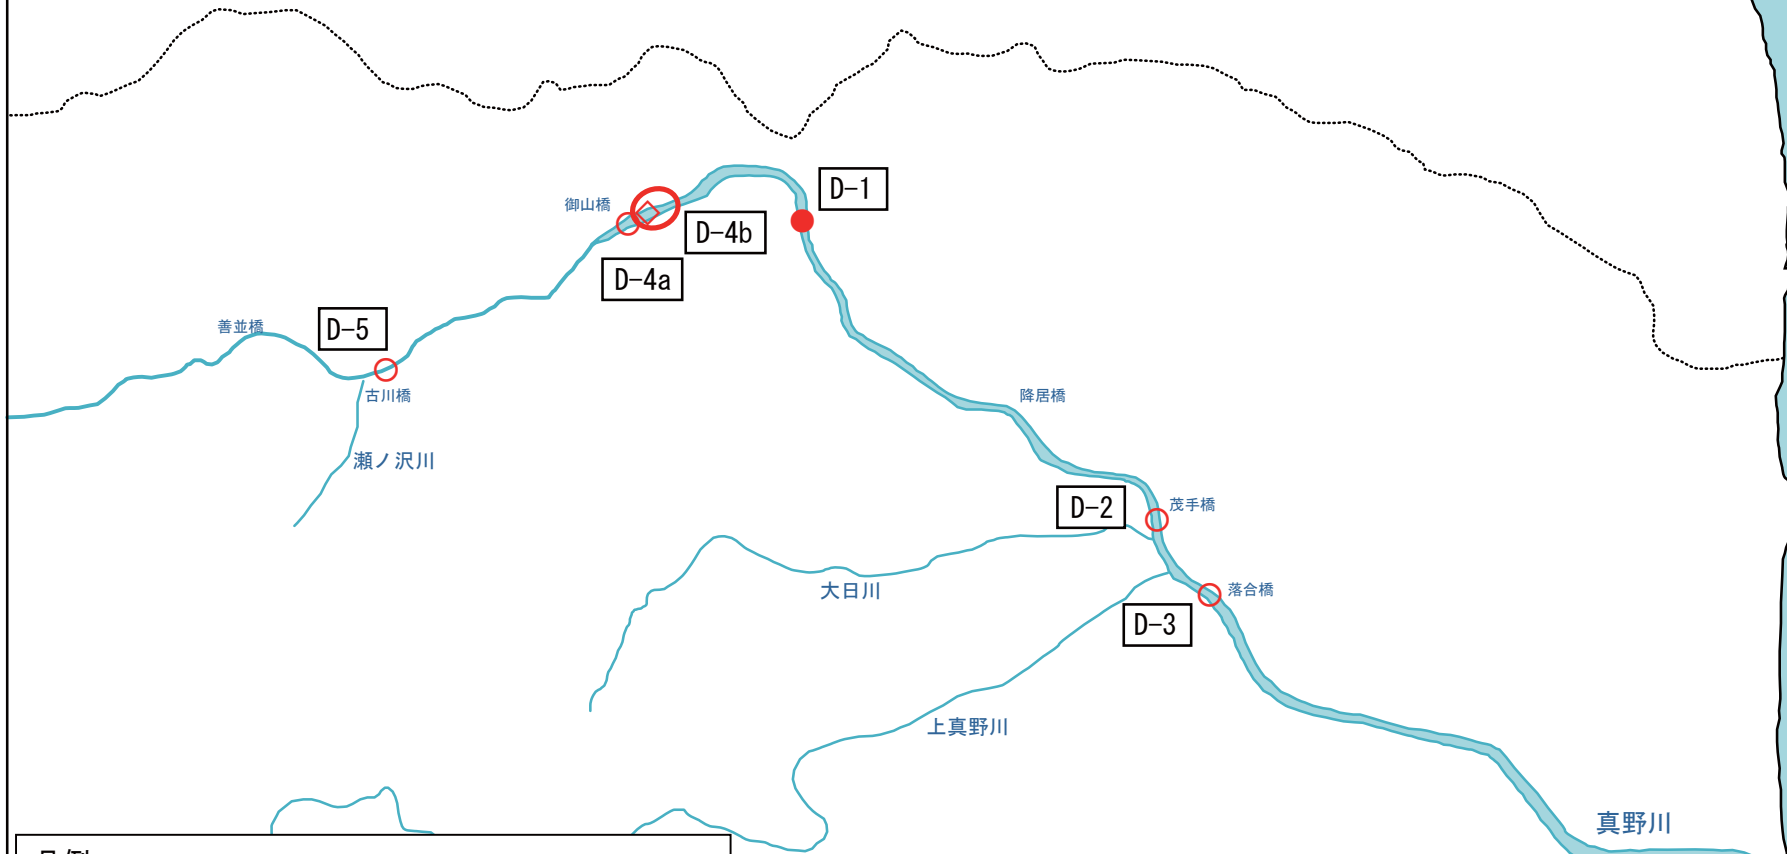 D-1
御山橋
D-4b
D-4a
善並橋
D-5
古川橋
降居橋
瀬ノ沢川
D-2
茂手橋
大日川
落合橋
D-3
上真野川
真野川
凡例